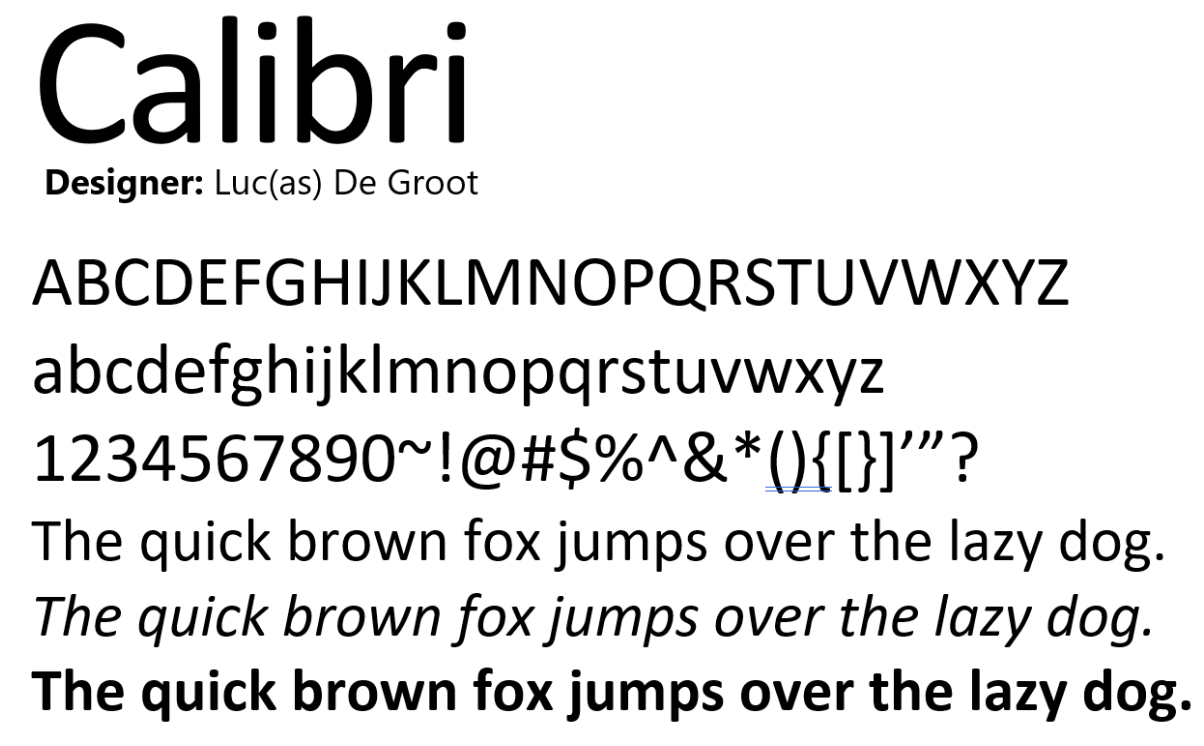 Calibri
Designer: Luc(as) De Groot
ABCDEFGHIJKLMNOPQRSTUVWXYZ
abcdefghijklmnopqrstuvwxyz
1234567890~!@#$%^&*(){[}]’”?
The quick brown fox jumps over the lazy dog.
The quick brown fox jumps over the lazy dog.
The quick brown fox jumps over the lazy dog.